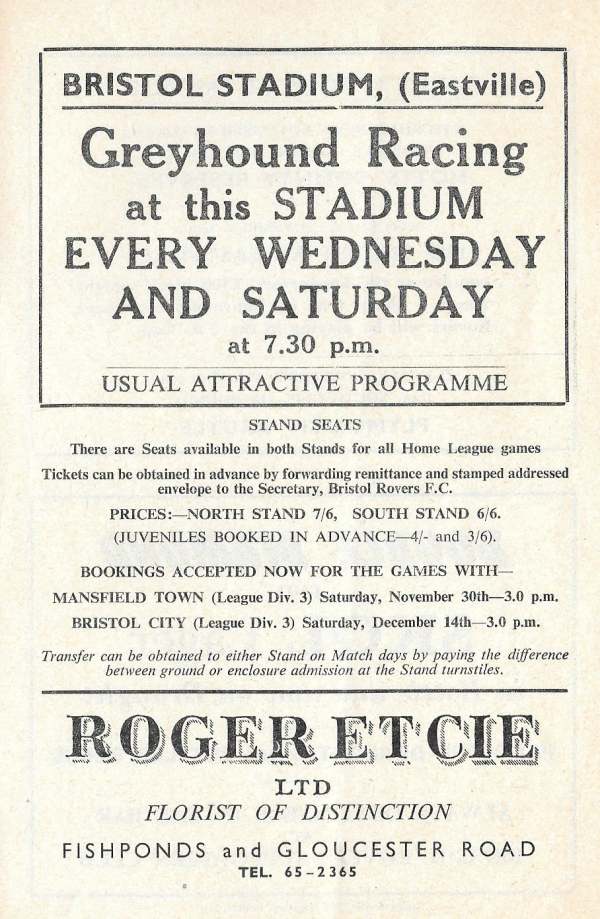 BRISTOL STADIUM, (Eastville)
Greyhound Racing
at this STADIUM
EVERY WEDNESDAY
AND SATURDAY
at 7.30 p.m.
USUAL ATTRACTIVE PROGRAMME
STAND SEATS
There are Seats available in both Stands for all Home League games
Tickets can be obtained in advance by forwarding remittance and stamped addressed
envelope to the Secretary, Bristol Rovers F.C.
PRICES:—NORTH STAND 7/6, SOUTH STAND 6/6.
(JUVENILES BOOKED IN ADVANCE—4/- and 3/6).
BOOKINGS ACCEPTED NOW FOR THE GAMES WITH—
MANSFIELD TOWN (League Div. 3) Saturday, November 30th—3.0 p.m.
BRISTOL CITY (League Div. 3) Saturday, December 14th—3.0 p.m.
Transfer can be obtained to either Stand on Match days by paying the difference
between ground or enclosure admission at the Stand turnstiles.
ROGER ET CIE
LTD
FLORIST OF DISTINCTION
FISHPONDS and GLOUCESTER ROAD
TEL. 65-2365